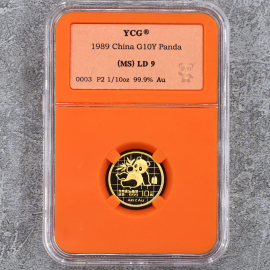 YCG®
1989 China G10Y Panda
(MS) LD 9
0003 P2 1/10oz 99.9% Au